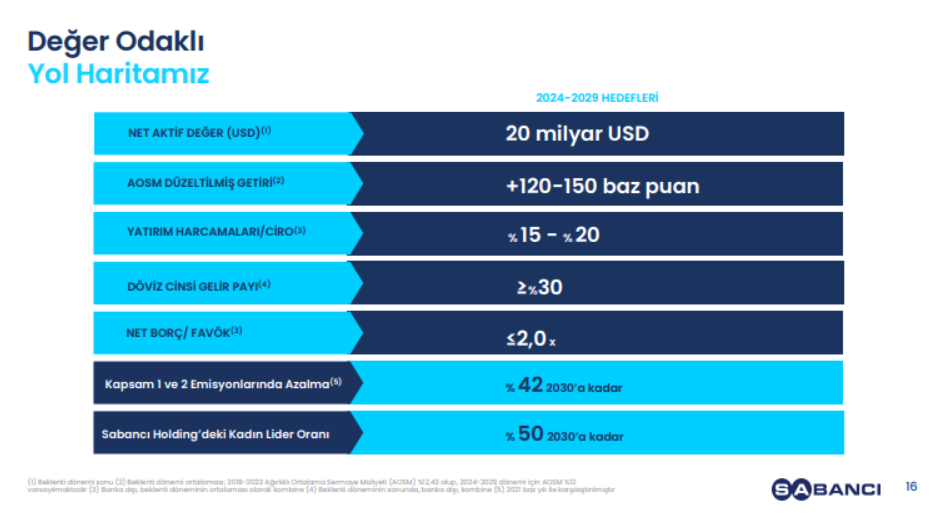 Değer Odaklı
Yol Haritamız
2024-2029 HEDEFLERİ
NET AKTİF DEĞER (USD)(1)
20 milyar USD
AOSM DÜZELTİLMİŞ GETİRİ(2)
+120-150 baz puan
YATIRIM HARCAMALARI/CİRO(3)
%15 - %20
DÖVİZ CİNSİ GELİR PAYI(4)
≥%30
NET BORÇ/ FAVÖK(3)
≤2,0 x
Kapsam 1 ve 2 Emisyonlarında Azalma(5)
% 42 2030'a kadar
Sabancı Holding'deki Kadın Lider Oranı
% 50 2030'a kadar
(1) Beklenti dönemi sonu (2) Beklenti dönemi ortalaması; 2018-2023 Ağırlıklı Ortalama Sermaye Maliyeti (AOSM) %12,43 olup, 2024-2029 dönemi için AOSM %12
varsayılmaktadır (3) Banka dışı, beklenti döneminin ortalaması olarak kombine (4) Beklenti döneminin sonunda, banka dışı, kombine (5) 2021 baz yılı ile karşılaştırılmıştır
SABANCI
16